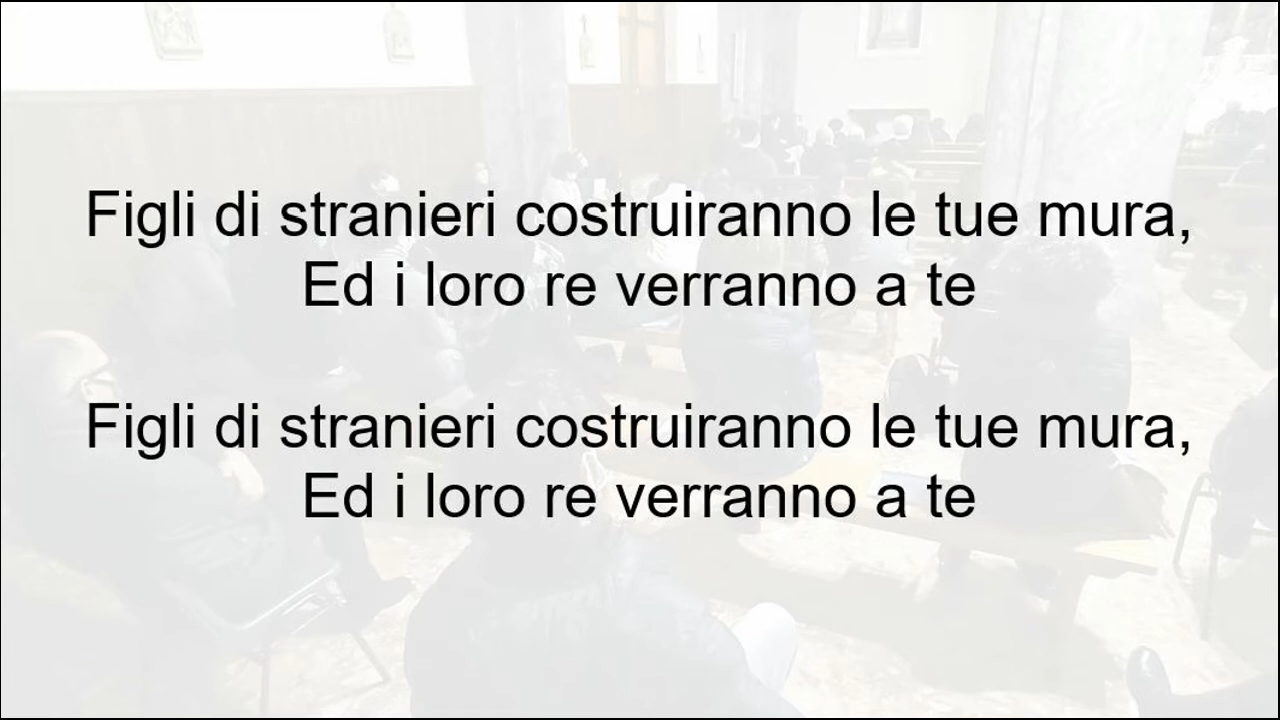 Figli di stranieri costruiranno le tue mura,
Ed i loro re verranno a te
Figli di stranieri costruiranno le tue mura,
Ed i loro re verranno a te